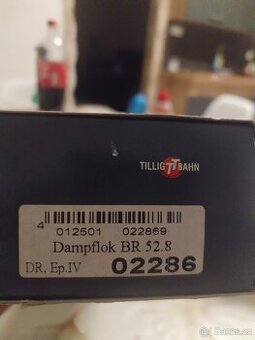 TILLIG TT BAHN
4 012501 022869
Dampflok BR 52.8
DR, Ep.IV 02286